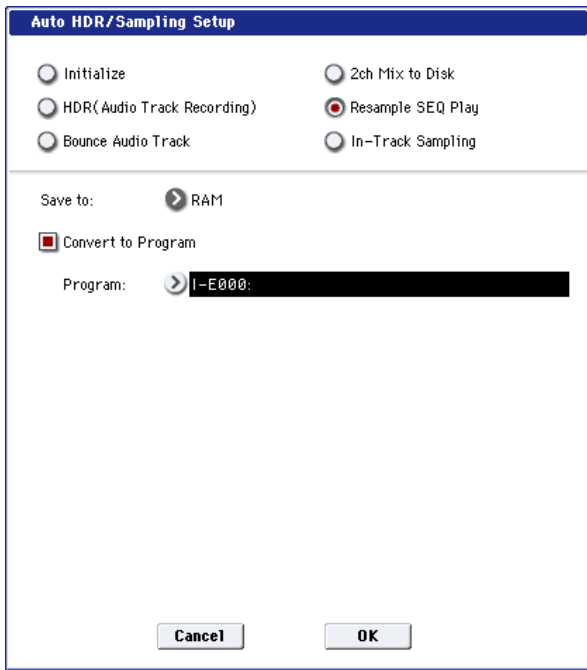 Auto HDR/Sampling Setup
Initialize
2ch Mix to Disk
HDR(Audio Track Recording)
Resample SEQ Play
Bounce Audio Track
In-Track Sampling
Save to: RAM
Convert to Program
Program: I-E000:
Cancel OK